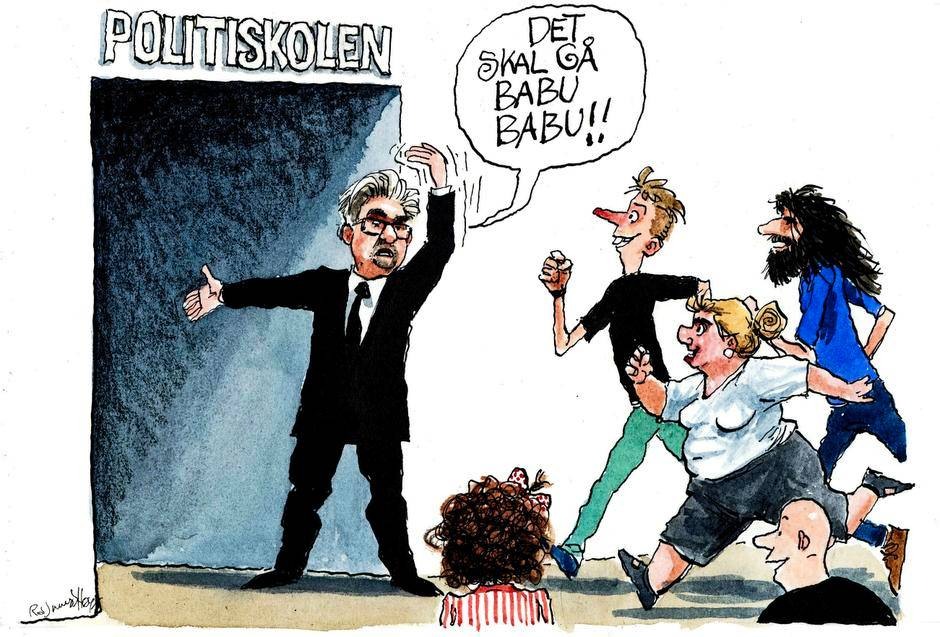 POLITISKOLEN
DET
SKAL GÅ
BABU
BABU!!